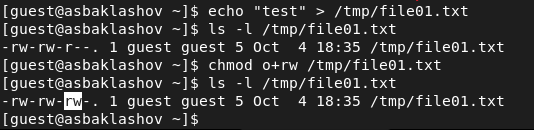 [guest@asbaklashov ~]$ echo "test" > /tmp/file01.txt
[guest@asbaklashov ~]$ ls -l /tmp/file01.txt
-rw-rw-r--. 1 guest guest 5 Oct  4 18:35 /tmp/file01.txt
[guest@asbaklashov ~]$ chmod o+rw /tmp/file01.txt
[guest@asbaklashov ~]$ ls -l /tmp/file01.txt
-rw-rw-rw-. 1 guest guest 5 Oct  4 18:35 /tmp/file01.txt
[guest@asbaklashov ~]$